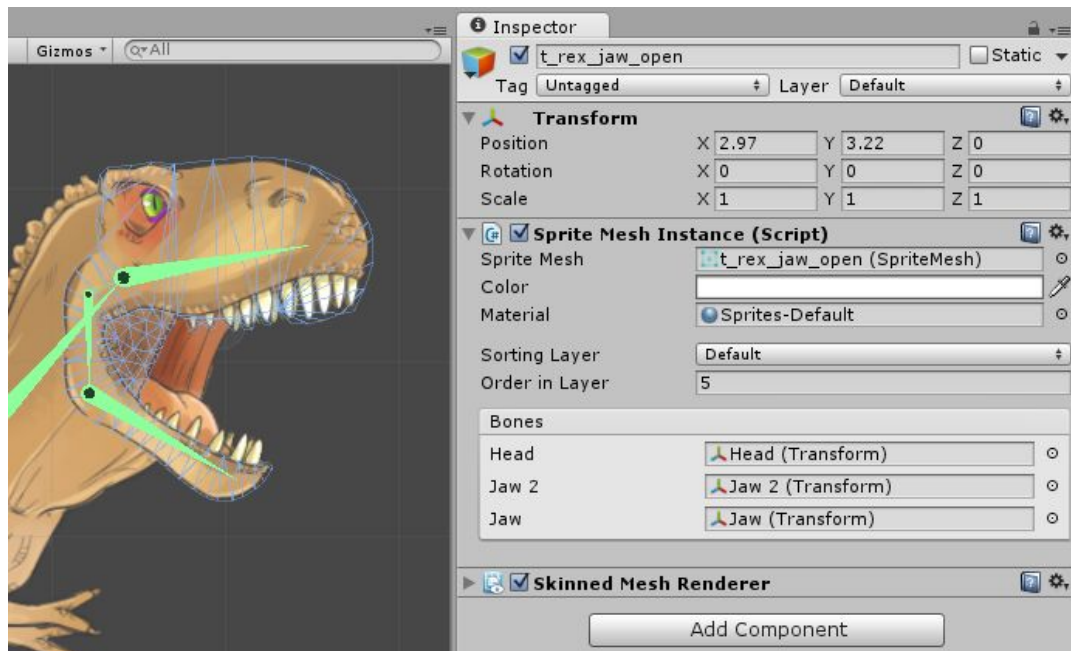 Inspector
Gizmos
All
t_rex_jaw_open
Static
Tag Untagged Layer Default
Transform
Position X 2.97 Y 3.22 Z 0
Rotation X 0 Y 0 Z 0
Scale X 1 Y 1 Z 1
Sprite Mesh Instance (Script)
Sprite Mesh t_rex_jaw_open (SpriteMesh)
Color
Material Sprites-Default
Sorting Layer Default
Order in Layer 5
Bones
Head Head (Transform)
Jaw 2 Jaw 2 (Transform)
Jaw Jaw (Transform)
Skinned Mesh Renderer
Add Component